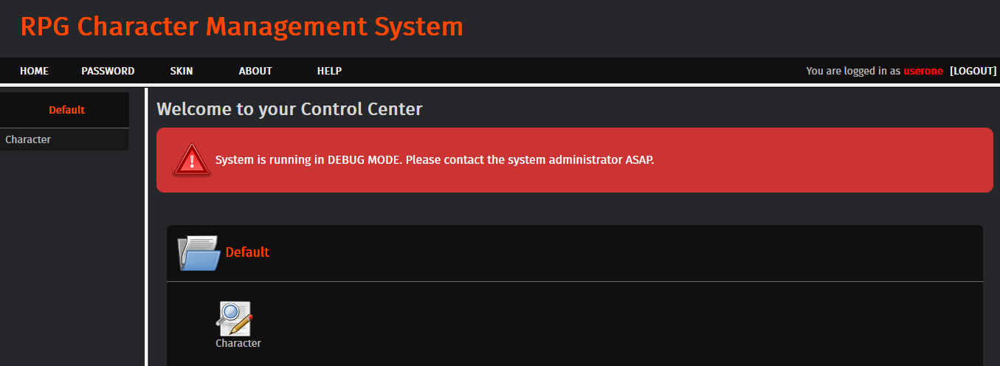 RPG Character Management System
HOME PASSWORD SKIN ABOUT HELP You are logged in as userone [LOGOUT]
Default
Character
Welcome to your Control Center
System is running in DEBUG MODE. Please contact the system administrator ASAP.
Default
Character